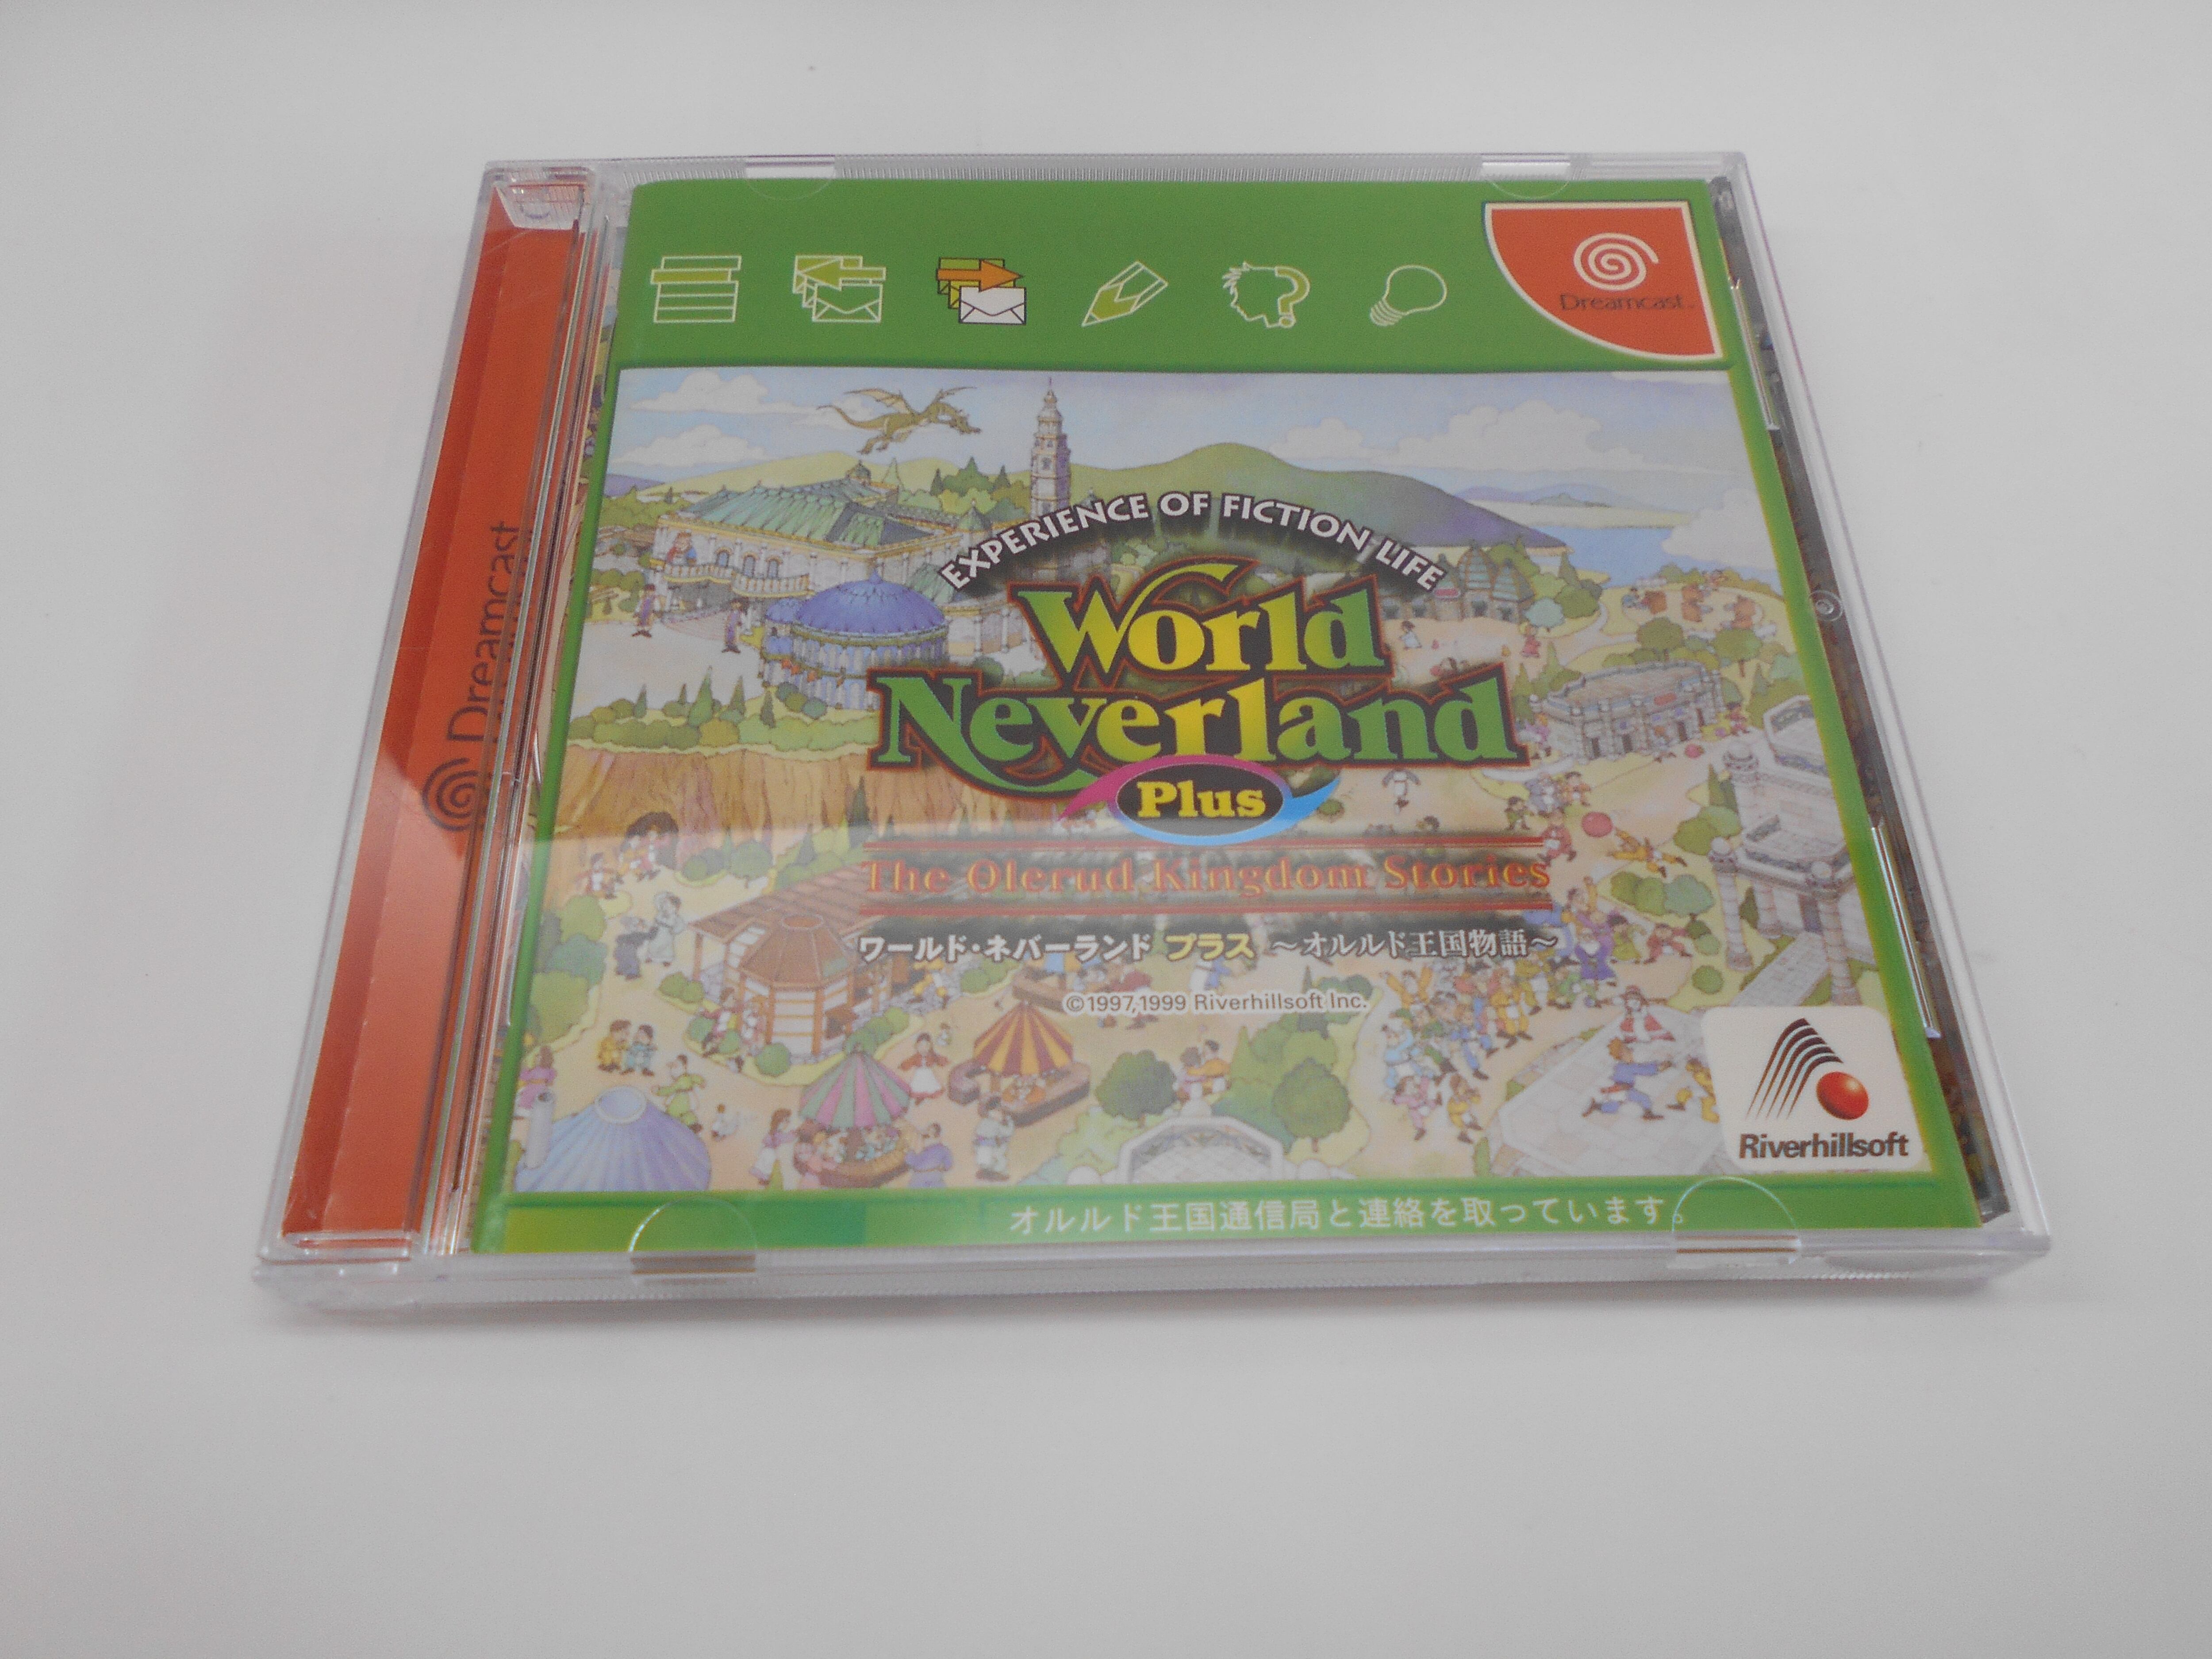 Dreamcast
Dreamcast
EXPERIENCE OF FICTION LIFE
World
Neverland
Plus
The Olerud Kingdom Stories
ワールド・ネバーランド プラス ～オルルド王国物語～
©1997,1999 Riverhillsoft Inc.
Riverhillsoft
オルルド王国通信局と連絡を取っています。